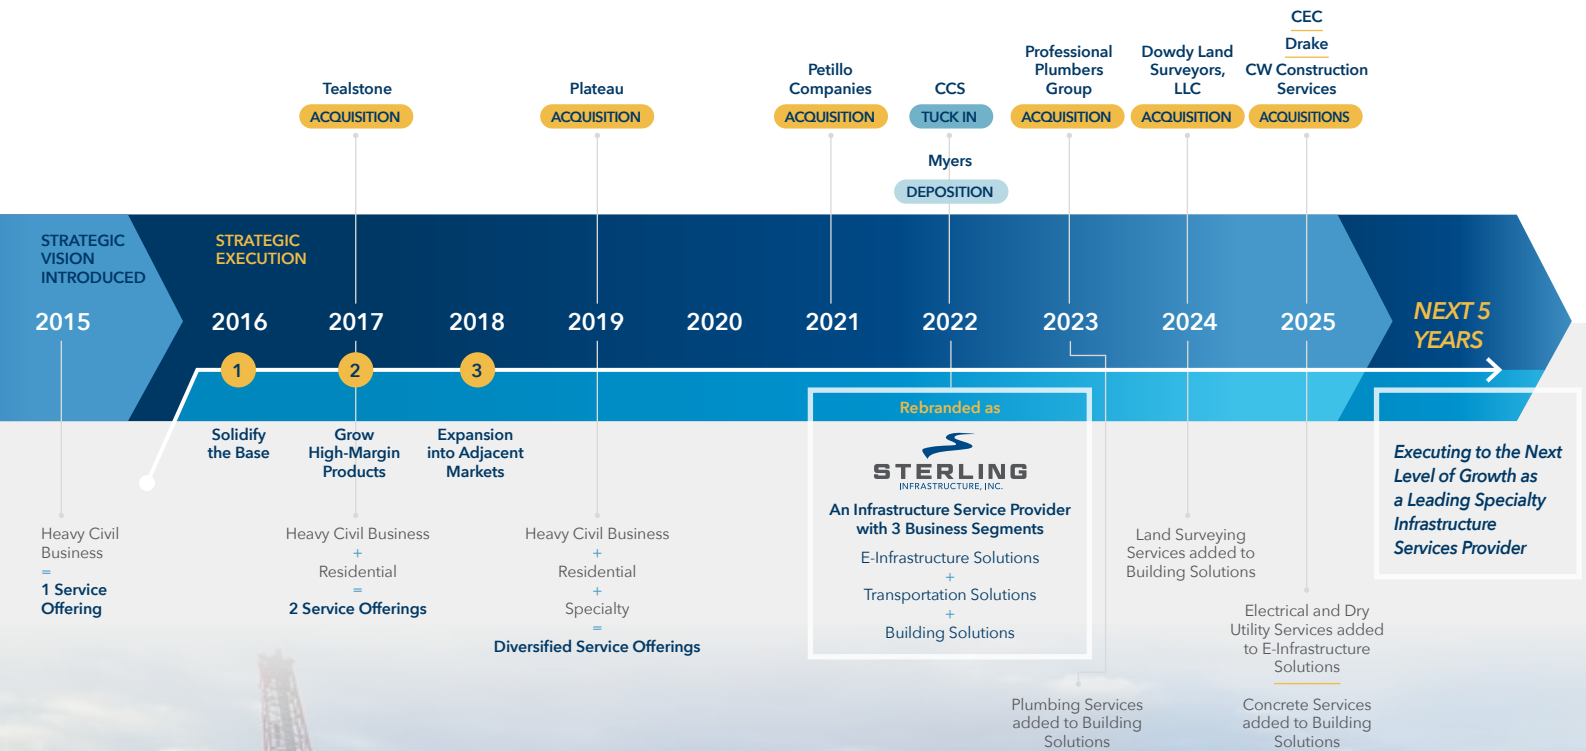 CEC
Drake
CW Construction
Services
ACQUISITIONS
Tealstone
ACQUISITION
Plateau
ACQUISITION
Petillo
Companies
ACQUISITION
CCS
TUCK IN
Myers
DEPOSITION
Professional
Plumbers
Group
ACQUISITION
Dowdy Land
Surveyors,
LLC
ACQUISITION
STRATEGIC
VISION
INTRODUCED
STRATEGIC
EXECUTION
2015
2016
2017
2018
2019
2020
2021
2022
2023
2024
2025
NEXT 5
YEARS
1
2
3
Solidify
the Base
Grow
High-Margin
Products
Expansion
into Adjacent
Markets
Heavy Civil
Business
=
1 Service
Offering
Heavy Civil Business
+
Residential
=
2 Service Offerings
Heavy Civil Business
+
Residential
+
Specialty
=
Diversified Service Offerings
Rebranded as
STERLING
INFRASTRUCTURE, INC.
An Infrastructure Service Provider
with 3 Business Segments
E-Infrastructure Solutions
+
Transportation Solutions
+
Building Solutions
Plumbing Services
added to Building
Solutions
Land Surveying
Services added to
Building Solutions
Electrical and Dry
Utility Services added
to E-Infrastructure
Solutions
Concrete Services
added to Building
Solutions
Executing to the Next
Level of Growth as
a Leading Specialty
Infrastructure
Services Provider